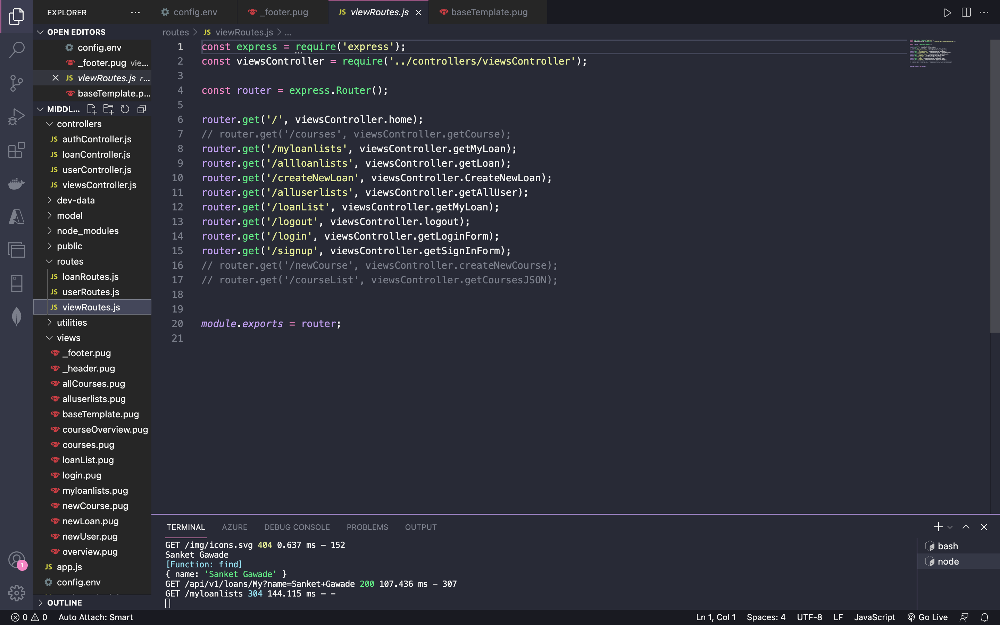 EXPLORER
config.env
_footer.pug
JS viewRoutes.js
baseTemplate.pug
OPEN EDITORS
config.env
_footer.pug vie...
JS viewRoutes.js r...
baseTemplate.p...
MIDDL...
controllers
JS authController.js
JS loanController.js
JS userController.js
JS viewsController.js
dev-data
model
node_modules
public
routes
JS loanRoutes.js
JS userRoutes.js
JS viewRoutes.js
utilities
views
_footer.pug
_header.pug
allCourses.pug
alluserlists.pug
baseTemplate.pug
courseOverview.pug
courses.pug
loanList.pug
login.pug
myloanlists.pug
newCourse.pug
newLoan.pug
newUser.pug
overview.pug
JS app.js
config.env
OUTLINE
1
routes > JS viewRoutes.js > ...
1 const express = require('express');
2 const viewsController = require('../controllers/viewsController');
3
4 const router = express.Router();
5
6 router.get('/', viewsController.home);
7 // router.get('/courses', viewsController.getCourse);
8 router.get('/myloanlists', viewsController.getMyLoan);
9 router.get('/allloanlists', viewsController.getLoan);
10 router.get('/createNewLoan', viewsController.CreateNewLoan);
11 router.get('/alluserlists', viewsController.getAllUser);
12 router.get('/loanList', viewsController.getMyLoan);
13 router.get('/logout', viewsController.logout);
14 router.get('/login', viewsController.getLoginForm);
15 router.get('/signup', viewsController.getSignInForm);
16 // router.get('/newCourse', viewsController.createNewCourse);
17 // router.get('/courseList', viewsController.getCoursesJSON);
18
19
20 module.exports = router;
21
TERMINAL AZURE DEBUG CONSOLE PROBLEMS OUTPUT
GET /img/icons.svg 404 0.637 ms - 152
Sanket Gawade
[Function: find]
{ name: 'Sanket Gawade' }
GET /api/v1/loans/My?name=Sanket+Gawade 200 107.436 ms - 307
GET /myloanlists 304 144.115 ms - -
bash
node
0 0 Auto Attach: Smart
Ln 1, Col 1 Spaces: 4 UTF-8 LF JavaScript Go Live